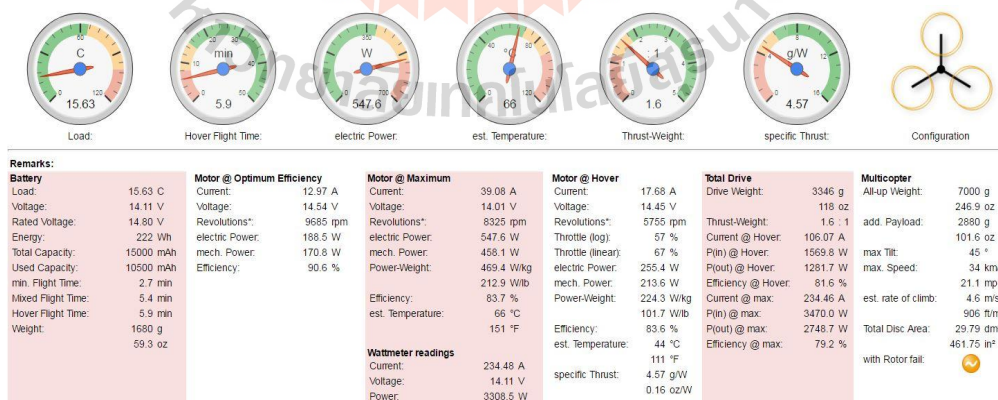 C
15.63
Load:
min
5.9
Hover Flight Time:
W
547.6
electric Power:
°C
66
est. Temperature:
: 1
1.6
Thrust-Weight:
g/W
4.57
specific Thrust:
Configuration
Remarks:
Battery
Load: 15.63 C
Voltage: 14.11 V
Rated Voltage: 14.80 V
Energy: 222 Wh
Total Capacity: 15000 mAh
Used Capacity: 10500 mAh
min. Flight Time: 2.7 min
Mixed Flight Time: 5.4 min
Hover Flight Time: 5.9 min
Weight: 1680 g
59.3 oz
Motor @ Optimum Efficiency
Current: 12.97 A
Voltage: 14.54 V
Revolutions*: 9685 rpm
electric Power: 188.5 W
mech. Power: 170.8 W
Efficiency: 90.6 %
Motor @ Maximum
Current: 39.08 A
Voltage: 14.01 V
Revolutions*: 8325 rpm
electric Power: 547.6 W
mech. Power: 458.1 W
Power-Weight: 469.4 W/kg
212.9 W/lb
Efficiency: 83.7 %
est. Temperature: 66 °C
151 °F
Wattmeter readings
Current: 234.48 A
Voltage: 14.11 V
Power: 3308.5 W
Motor @ Hover
Current: 17.68 A
Voltage: 14.45 V
Revolutions*: 5755 rpm
Throttle (log): 57 %
Throttle (linear): 67 %
electric Power: 255.4 W
mech. Power: 213.6 W
Power-Weight: 224.3 W/kg
101.7 W/lb
Efficiency: 83.6 %
est. Temperature: 44 °C
111 °F
specific Thrust: 4.57 g/W
0.16 oz/W
Total Drive
Drive Weight: 3346 g
118 oz
Thrust-Weight: 1.6 : 1
Current @ Hover: 106.07 A
P(in) @ Hover: 1569.8 W
P(out) @ Hover: 1281.7 W
Efficiency @ Hover: 81.6 %
Current @ max: 234.46 A
P(in) @ max: 3470.0 W
P(out) @ max: 2748.7 W
Efficiency @ max: 79.2 %
Multicopter
All-up Weight: 7000 g
246.9 oz
add. Payload: 2880 g
101.6 oz
max Tilt: 45 °
max. Speed: 34 km
21.1 mp
est. rate of climb: 4.6 m/s
906 ft/m
Total Disc Area: 29.79 dm
461.75 in²
with Rotor fail: